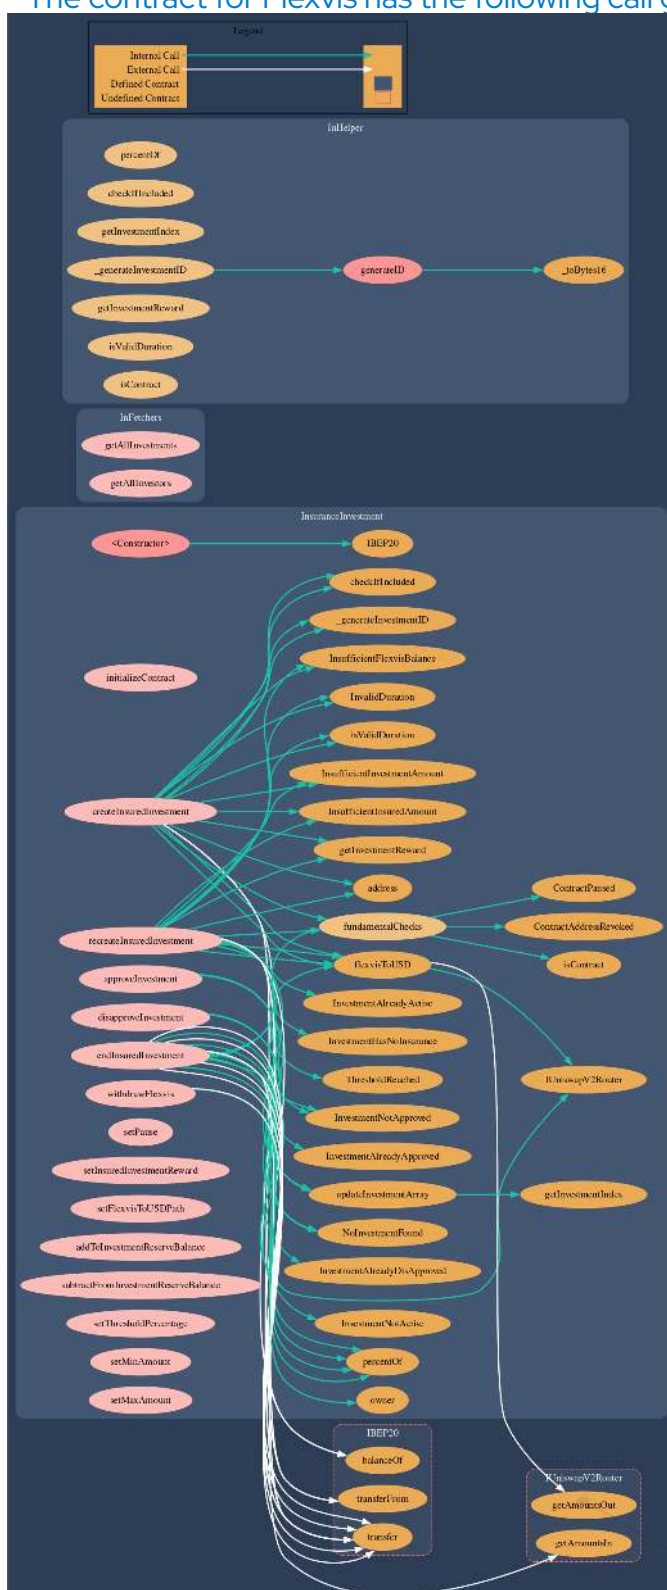 The contract for Flexvis has the following call
Legend
Internal Call
External Call
Defined Contract
Undefined Contract
InHelper
percentOf
checkIfIncluded
getInvestmentIndex
_generateInvestmentID
generateID
_toBytes16
getInvestmentReward
isValidDuration
isContract
InFetchers
getAllInvestments
getAllInvestors
InsuranceInvestment
<Constructor>
IBEP20
checkIfIncluded
_generateInvestmentID
InsufficientFlexvisBalance
initializeContract
InvalidDuration
isValidDuration
InsufficientInvestmentAmount
createInsuredInvestment
InsufficientInsuredAmount
getInvestmentReward
address
ContractPaused
fundamentalChecks
ContractAddressRevoked
recreateInsuredInvestment
flexvisToUSD
isContract
approveInvestment
InvestmentAlreadyActive
disapproveInvestment
InvestmentHasNoInsurance
endInsuredInvestment
ThresholdReached
IUniswapV2Router
withdrawFlexvis
InvestmentNotApproved
setPause
InvestmentAlreadyApproved
setInsuredInvestmentReward
updateInvestmentArray
getInvestmentIndex
setFlexvisToUSDPath
NoInvestmentFound
addToInvestmentReserveBalance
InvestmentAlreadyDisApproved
subtractFromInvestmentReserveBalance
setThresholdPercentage
InvestmentNotActive
setMinAmount
percentOf
setMaxAmount
owner
IBEP20
balanceOf
IUniswapV2Router
transferFrom
getAmountsOut
transfer
getAmountsIn